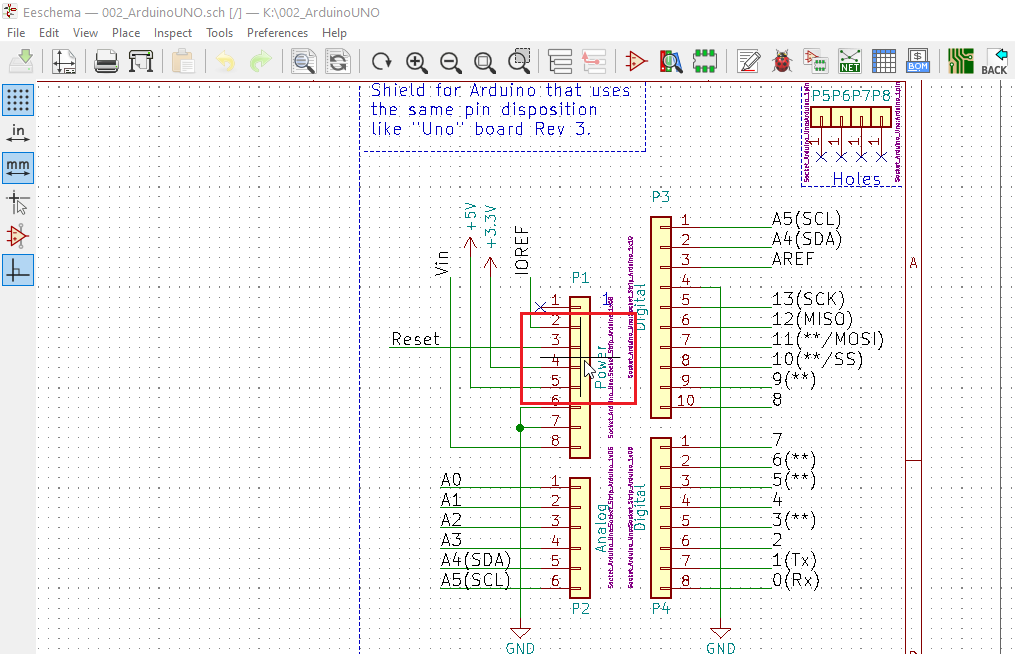 Eeschema — 002_ArduinoUNO.sch [/] — K:\002_ArduinoUNO
File Edit View Place Inspect Tools Preferences Help
NET
$
BOM
BACK
in
mm
Shield for Arduino that uses
the same pin disposition
like "Uno" board Rev 3.
P5P6P7P8
1 1 1 1
Holes
A
Vin
+5V
+3.3V
IOREF
Reset
P1
1
1
2
3
4
5
6
7
8
Power
P3
Digital
1 A5(SCL)
2 A4(SDA)
3 AREF
4
5 13(SCK)
6 12(MISO)
7 11(**/MOSI)
8 10(**/SS)
9 9(**)
10 8
A0 1
A1 2
A2 3
A3 4
A4(SDA) 5
A5(SCL) 6
Analog
P2
Digital
1 7
2 6(**)
3 5(**)
4 4
5 3(**)
6 2
7 1(Tx)
8 0(Rx)
P4
GND
GND